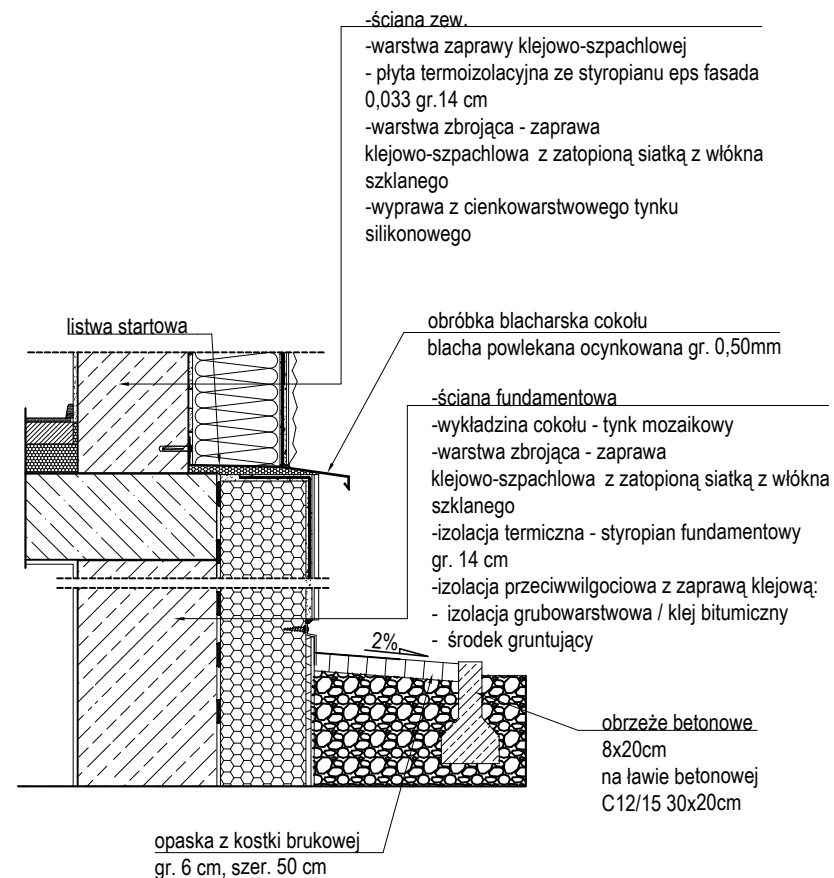 -ściana zew.
-warstwa zaprawy klejowo-szpachlowej
- płyta termoizolacyjna ze styropianu eps fasada
0,033 gr.14 cm
-warstwa zbrojąca - zaprawa
klejowo-szpachlowa z zatopioną siatką z włókna
szklanego
-wyprawa z cienkowarstwowego tynku
silikonowego
listwa startowa
obróbka blacharska cokołu
blacha powlekana ocynkowana gr. 0,50mm
-ściana fundamentowa
-wykładzina cokołu - tynk mozaikowy
-warstwa zbrojąca - zaprawa
klejowo-szpachlowa z zatopioną siatką z włókna
szklanego
-izolacja termiczna - styropian fundamentowy
gr. 14 cm
-izolacja przeciwwilgociowa z zaprawą klejową:
- izolacja grubowarstwowa / klej bitumiczny
- środek gruntujący
2%
obrzeże betonowe
8x20cm
na ławie betonowej
C12/15 30x20cm
opaska z kostki brukowej
gr. 6 cm, szer. 50 cm